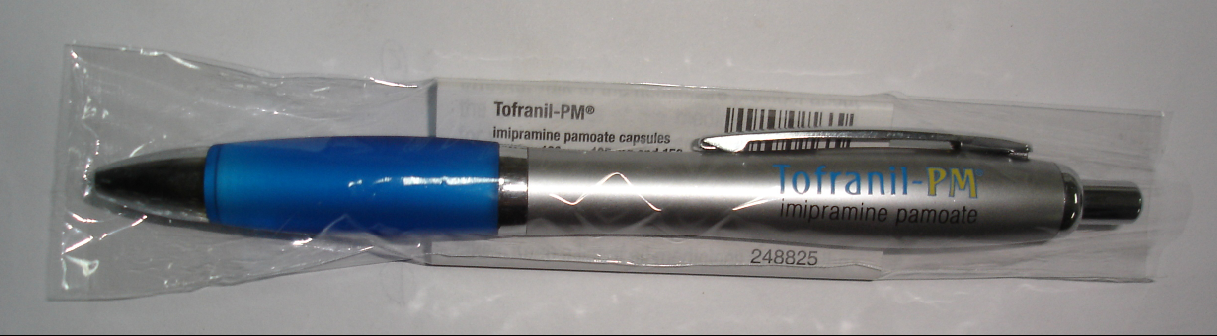 Tofranil-PM®
imipramine pamoate capsules
Tofranil-PM
imipramine pamoate
248825